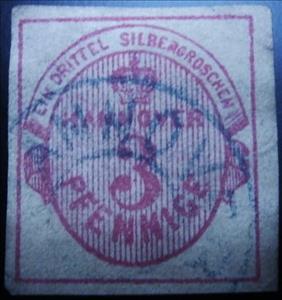 EIN DRITTEL SILBERGROSCHEN
HANNOVER
3
PFENNIGE